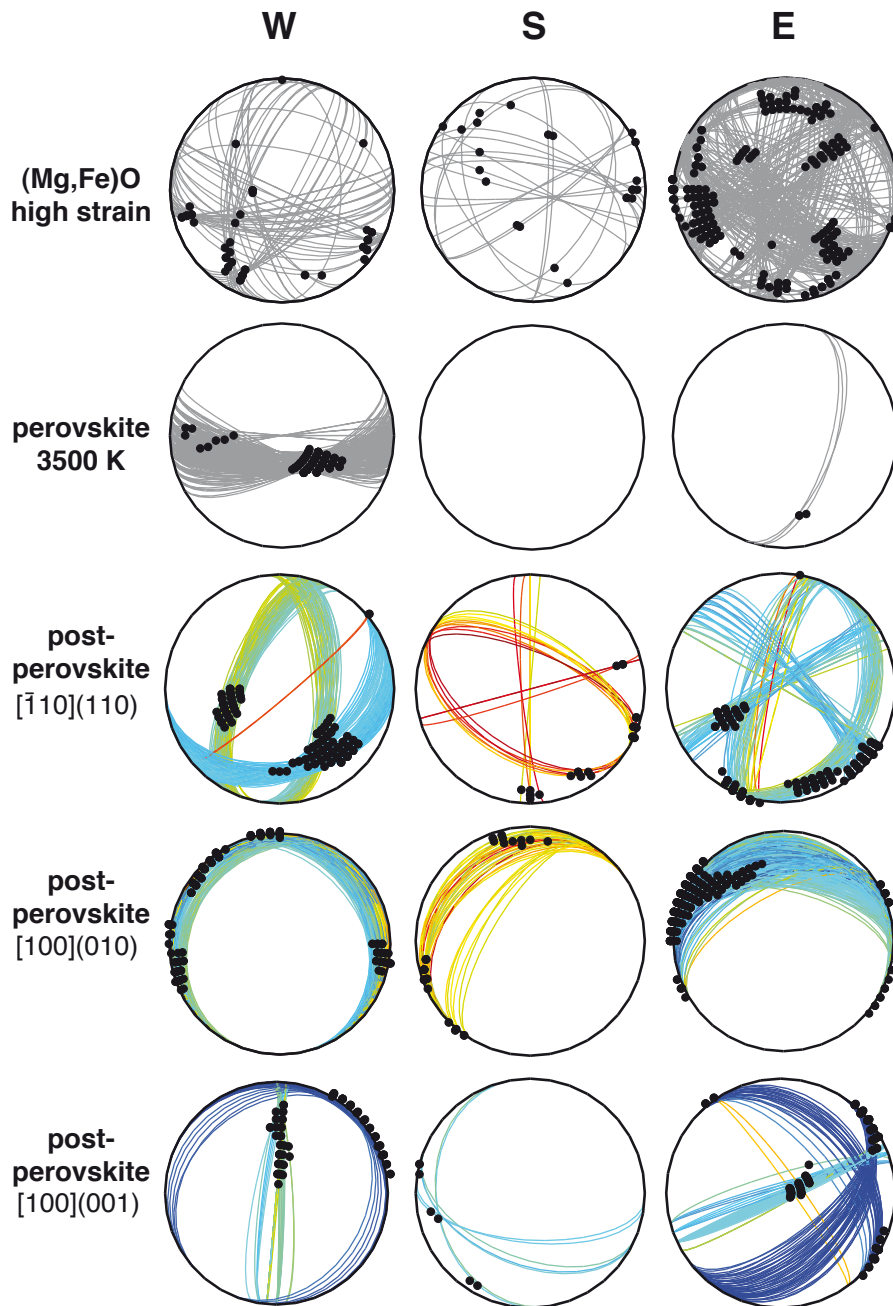 W S E
(Mg,Fe)O
high strain
perovskite
3500 K
post-
perovskite
[1̄10](110)
post-
perovskite
[100](010)
post-
perovskite
[100](001)